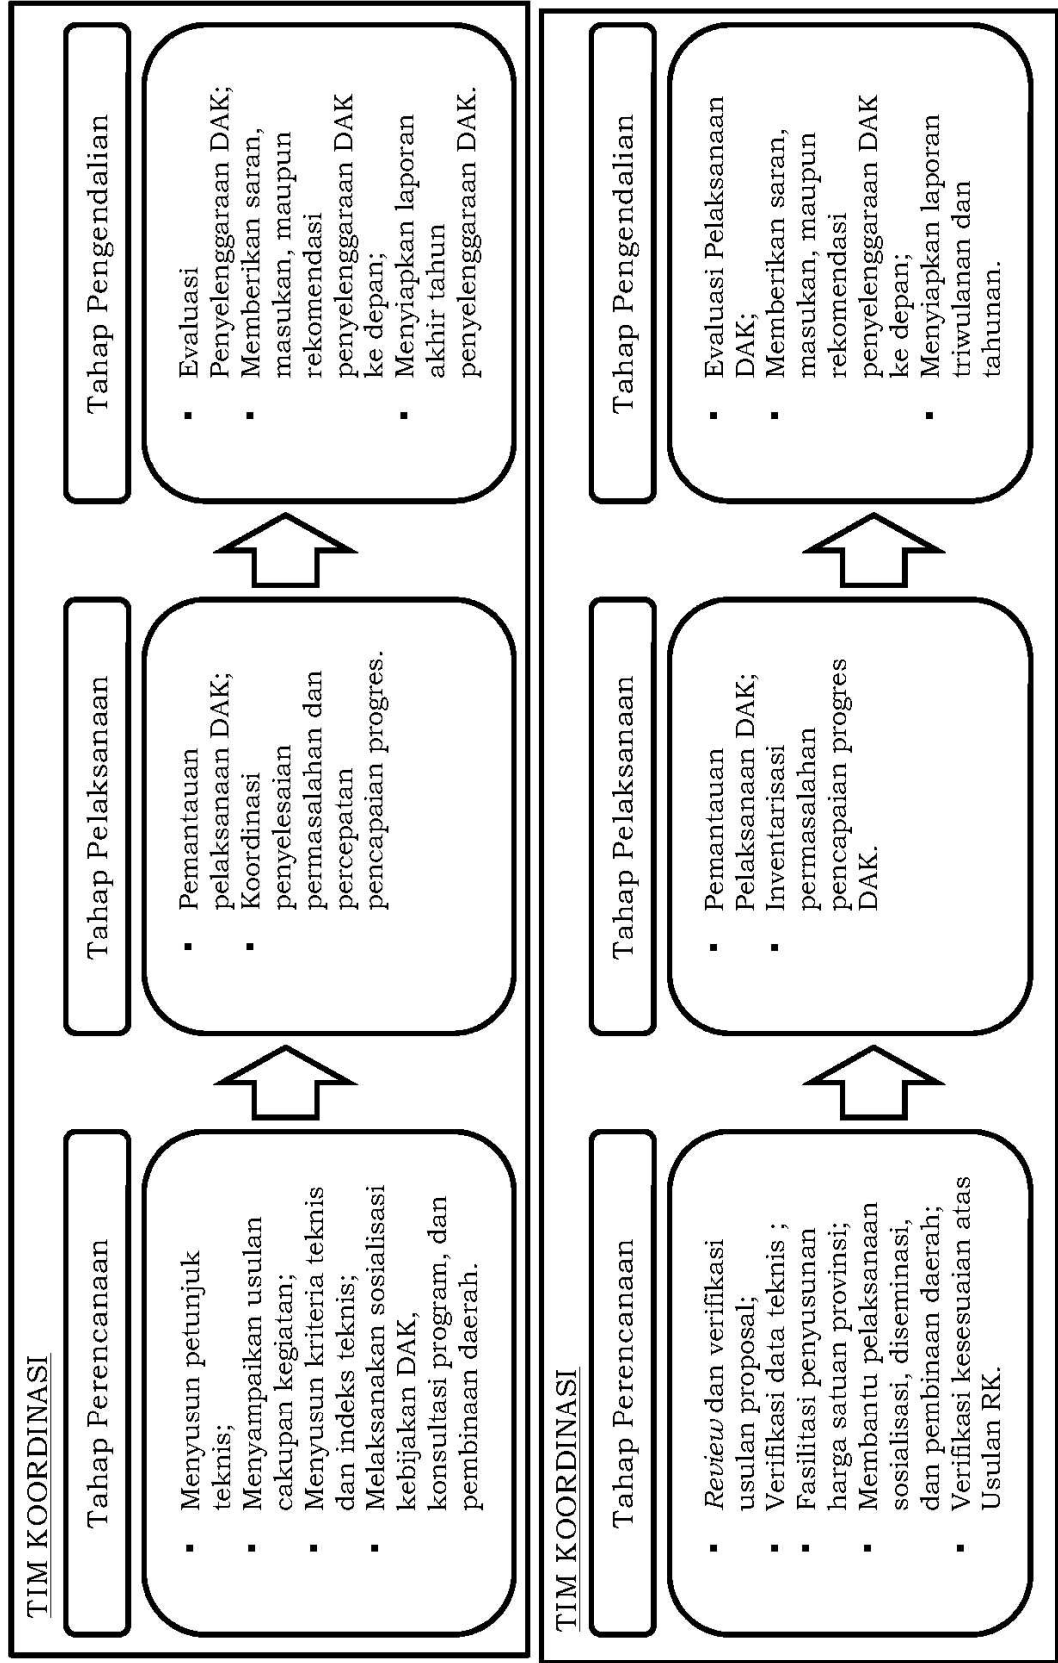 TIM KOORDINASI
Tahap Perencanaan
▪ Menyusun petunjuk
teknis;
▪ Menyampaikan usulan
cakupan kegiatan;
▪ Menyusun kriteria teknis
dan indeks teknis;
▪ Melaksanakan sosialisasi
kebijakan DAK,
konsultasi program, dan
pembinaan daerah.
Tahap Pelaksanaan
▪ Pemantauan
pelaksanaan DAK;
▪ Koordinasi
penyelesaian
permasalahan dan
percepatan
pencapaian progres.
Tahap Pengendalian
▪ Evaluasi
Penyelenggaraan DAK;
▪ Memberikan saran,
masukan, maupun
rekomendasi
penyelenggaraan DAK
ke depan;
▪ Menyiapkan laporan
akhir tahun
penyelenggaraan DAK.
TIM KOORDINASI
Tahap Perencanaan
▪ Review dan verifikasi
usulan proposal;
▪ Verifikasi data teknis ;
▪ Fasilitasi penyusunan
harga satuan provinsi;
▪ Membantu pelaksanaan
sosialisasi, diseminasi,
dan pembinaan daerah;
▪ Verifikasi kesesuaian atas
Usulan RK.
Tahap Pelaksanaan
▪ Pemantauan
Pelaksanaan DAK;
▪ Inventarisasi
permasalahan
pencapaian progres
DAK.
Tahap Pengendalian
▪ Evaluasi Pelaksanaan
DAK;
▪ Memberikan saran,
masukan, maupun
rekomendasi
penyelenggaraan DAK
ke depan;
▪ Menyiapkan laporan
triwulanan dan
tahunan.